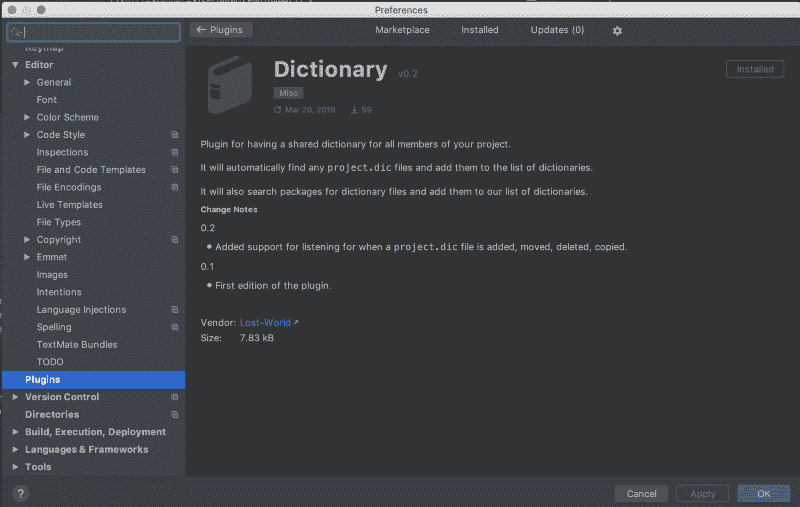 Preferences
← Plugins
Marketplace
Installed
Updates (0)
Keymap
Editor
General
Font
Color Scheme
Code Style
Inspections
File and Code Templates
File Encodings
Live Templates
File Types
Copyright
Emmet
Images
Intentions
Language Injections
Spelling
TextMate Bundles
TODO
Plugins
Version Control
Directories
Build, Execution, Deployment
Languages & Frameworks
Tools
Dictionary v0.2
Installed
Misc
Mar 20, 2019 59
Plugin for having a shared dictionary for all members of your project.
It will automatically find any project.dic files and add them to the list of dictionaries.
It will also search packages for dictionary files and add them to our list of dictionaries.
Change Notes
0.2
• Added support for listening for when a project.dic file is added, moved, deleted, copied.
0.1
• First edition of the plugin.
Vendor: Lost-World ↗
Size: 7.83 kB
?
Cancel
Apply
OK